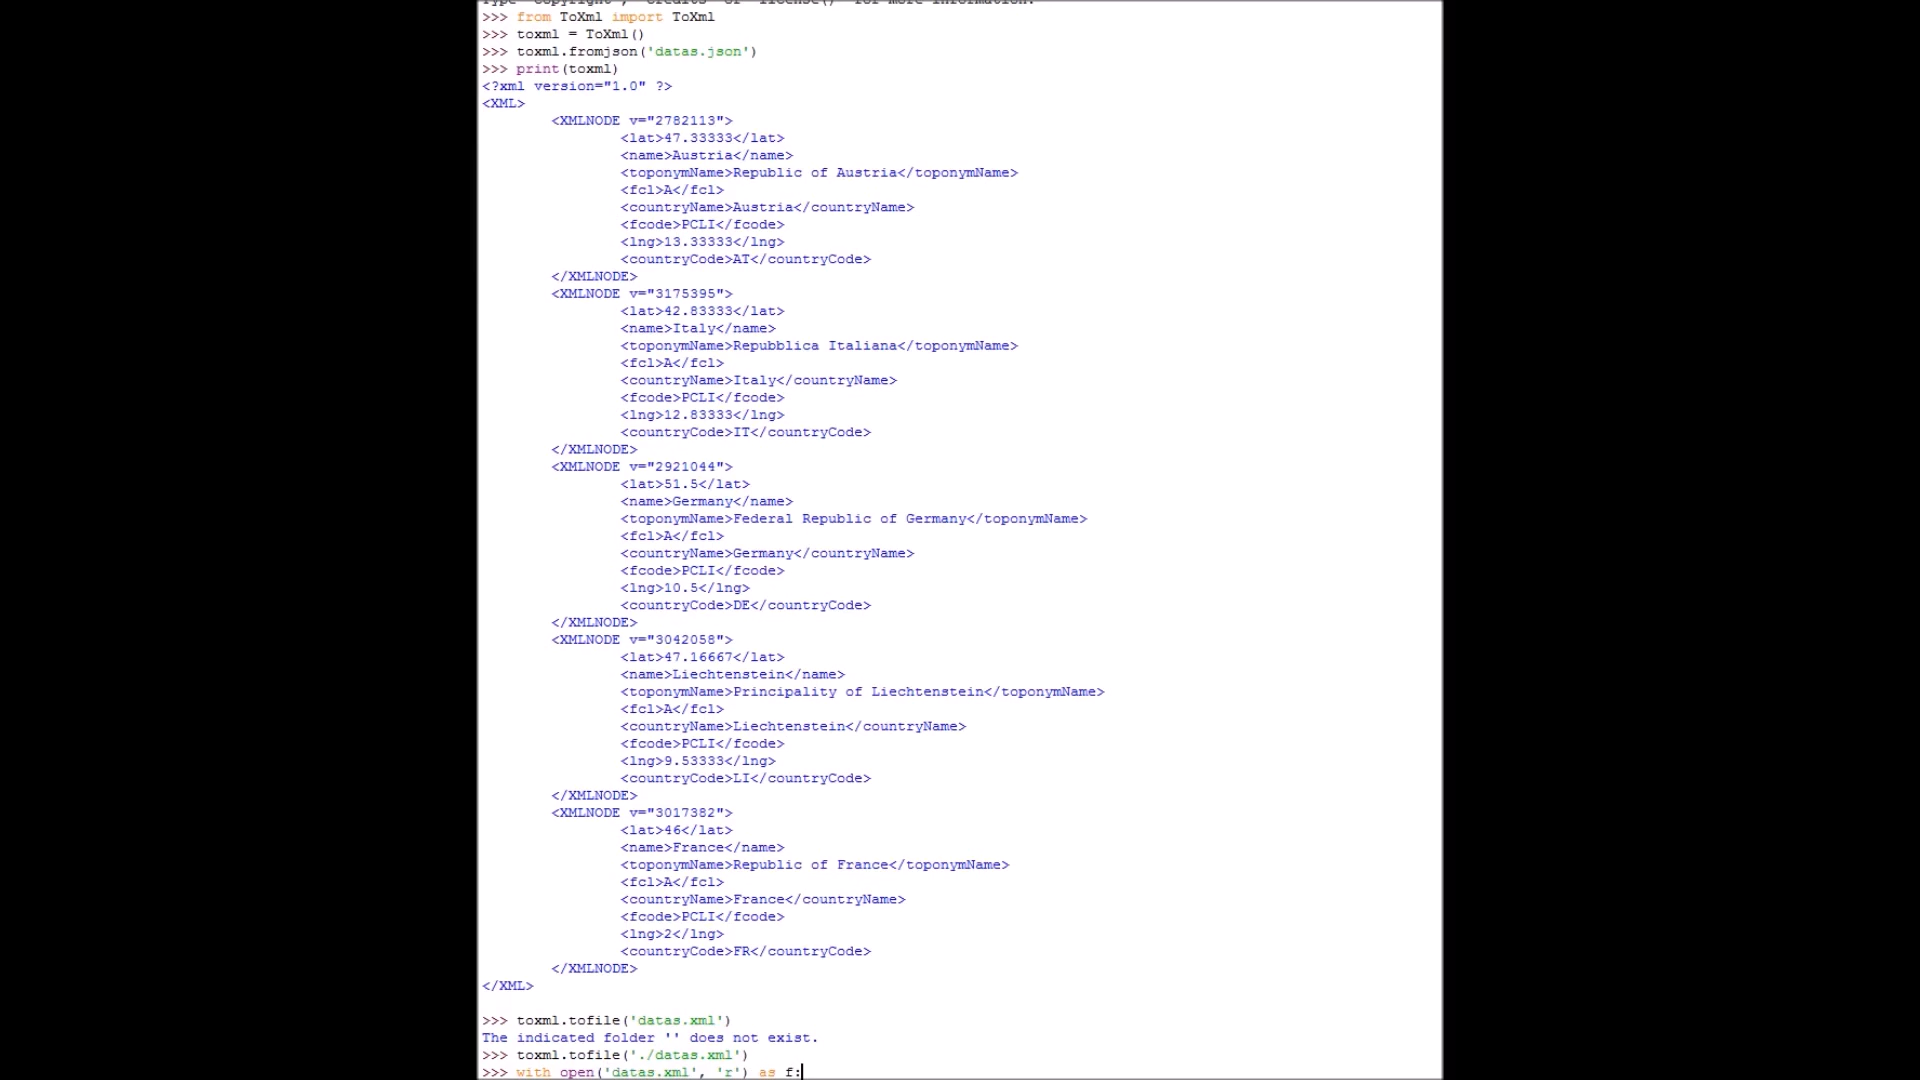 Type "copyright", "credits" or "license()" for more information.
>>> from ToXml import ToXml
>>> toxml = ToXml()
>>> toxml.fromjson('datas.json')
>>> print(toxml)
<?xml version="1.0" ?>
<XML>
<XMLNODE v="2782113">
<lat>47.33333</lat>
<name>Austria</name>
<toponymName>Republic of Austria</toponymName>
<fcl>A</fcl>
<countryName>Austria</countryName>
<fcode>PCLI</fcode>
<lng>13.33333</lng>
<countryCode>AT</countryCode>
</XMLNODE>
<XMLNODE v="3175395">
<lat>42.83333</lat>
<name>Italy</name>
<toponymName>Repubblica Italiana</toponymName>
<fcl>A</fcl>
<countryName>Italy</countryName>
<fcode>PCLI</fcode>
<lng>12.83333</lng>
<countryCode>IT</countryCode>
</XMLNODE>
<XMLNODE v="2921044">
<lat>51.5</lat>
<name>Germany</name>
<toponymName>Federal Republic of Germany</toponymName>
<fcl>A</fcl>
<countryName>Germany</countryName>
<fcode>PCLI</fcode>
<lng>10.5</lng>
<countryCode>DE</countryCode>
</XMLNODE>
<XMLNODE v="3042058">
<lat>47.16667</lat>
<name>Liechtenstein</name>
<toponymName>Principality of Liechtenstein</toponymName>
<fcl>A</fcl>
<countryName>Liechtenstein</countryName>
<fcode>PCLI</fcode>
<lng>9.53333</lng>
<countryCode>LI</countryCode>
</XMLNODE>
<XMLNODE v="3017382">
<lat>46</lat>
<name>France</name>
<toponymName>Republic of France</toponymName>
<fcl>A</fcl>
<countryName>France</countryName>
<fcode>PCLI</fcode>
<lng>2</lng>
<countryCode>FR</countryCode>
</XMLNODE>
</XML>
>>> toxml.tofile('datas.xml')
The indicated folder '' does not exist.
>>> toxml.tofile('./datas.xml')
>>> with open('datas.xml', 'r') as f: